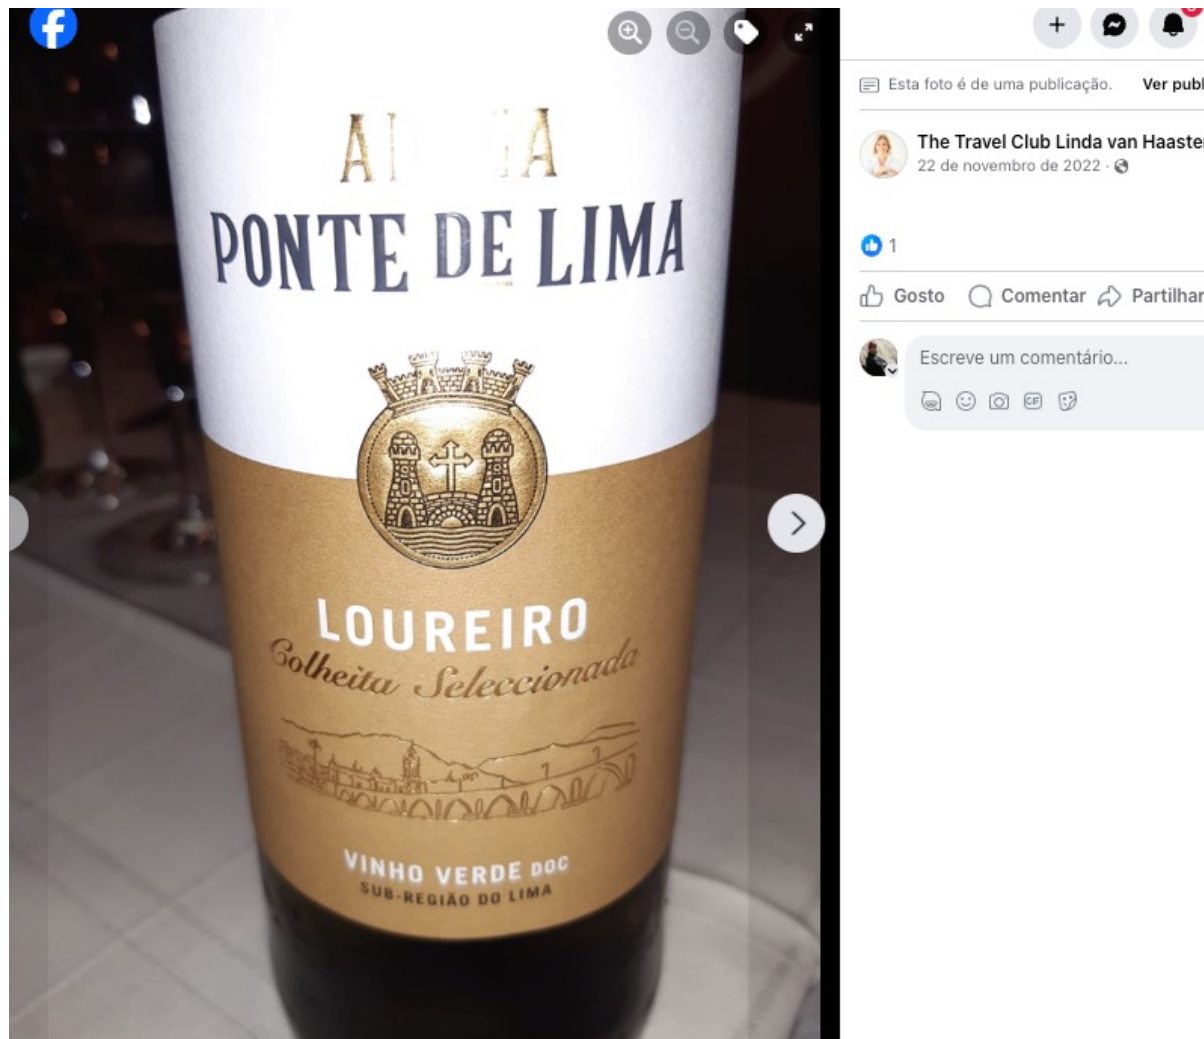 PONTE DE LIMA
LOUREIRO
Colheita Seleccionada
VINHO VERDE DOC
SUB-REGIÃO DO LIMA
Esta foto é de uma publicação.
The Travel Club Linda van
22 de novembro de 2022
1
Gosto Comentar Partilhar
Escreve um comentário...
GIF